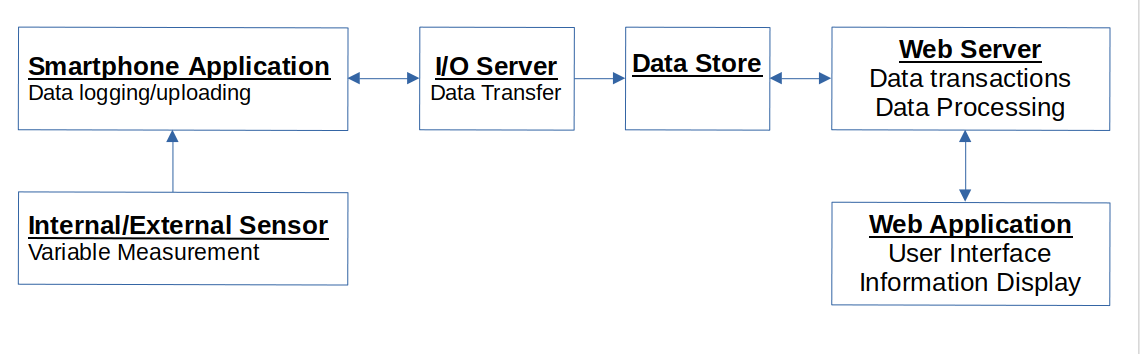 Smartphone Application
Data logging/uploading
I/O Server
Data Transfer
Data Store
Web Server
Data transactions
Data Processing
Internal/External Sensor
Variable Measurement
Web Application
User Interface
Information Display